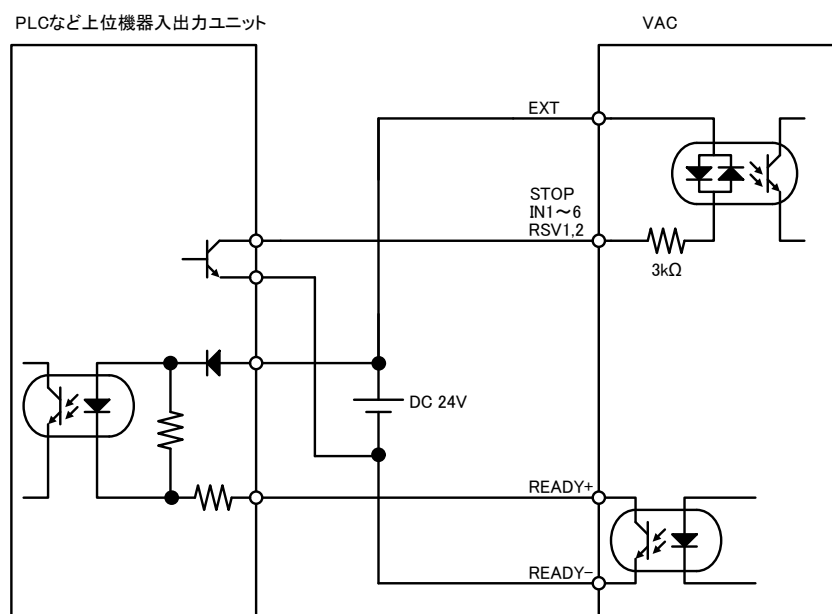 PLCなど上位機器入出力ユニット
VAC
EXT
STOP
IN1～6
RSV1,2
3kΩ
DC 24V
READY+
READY−